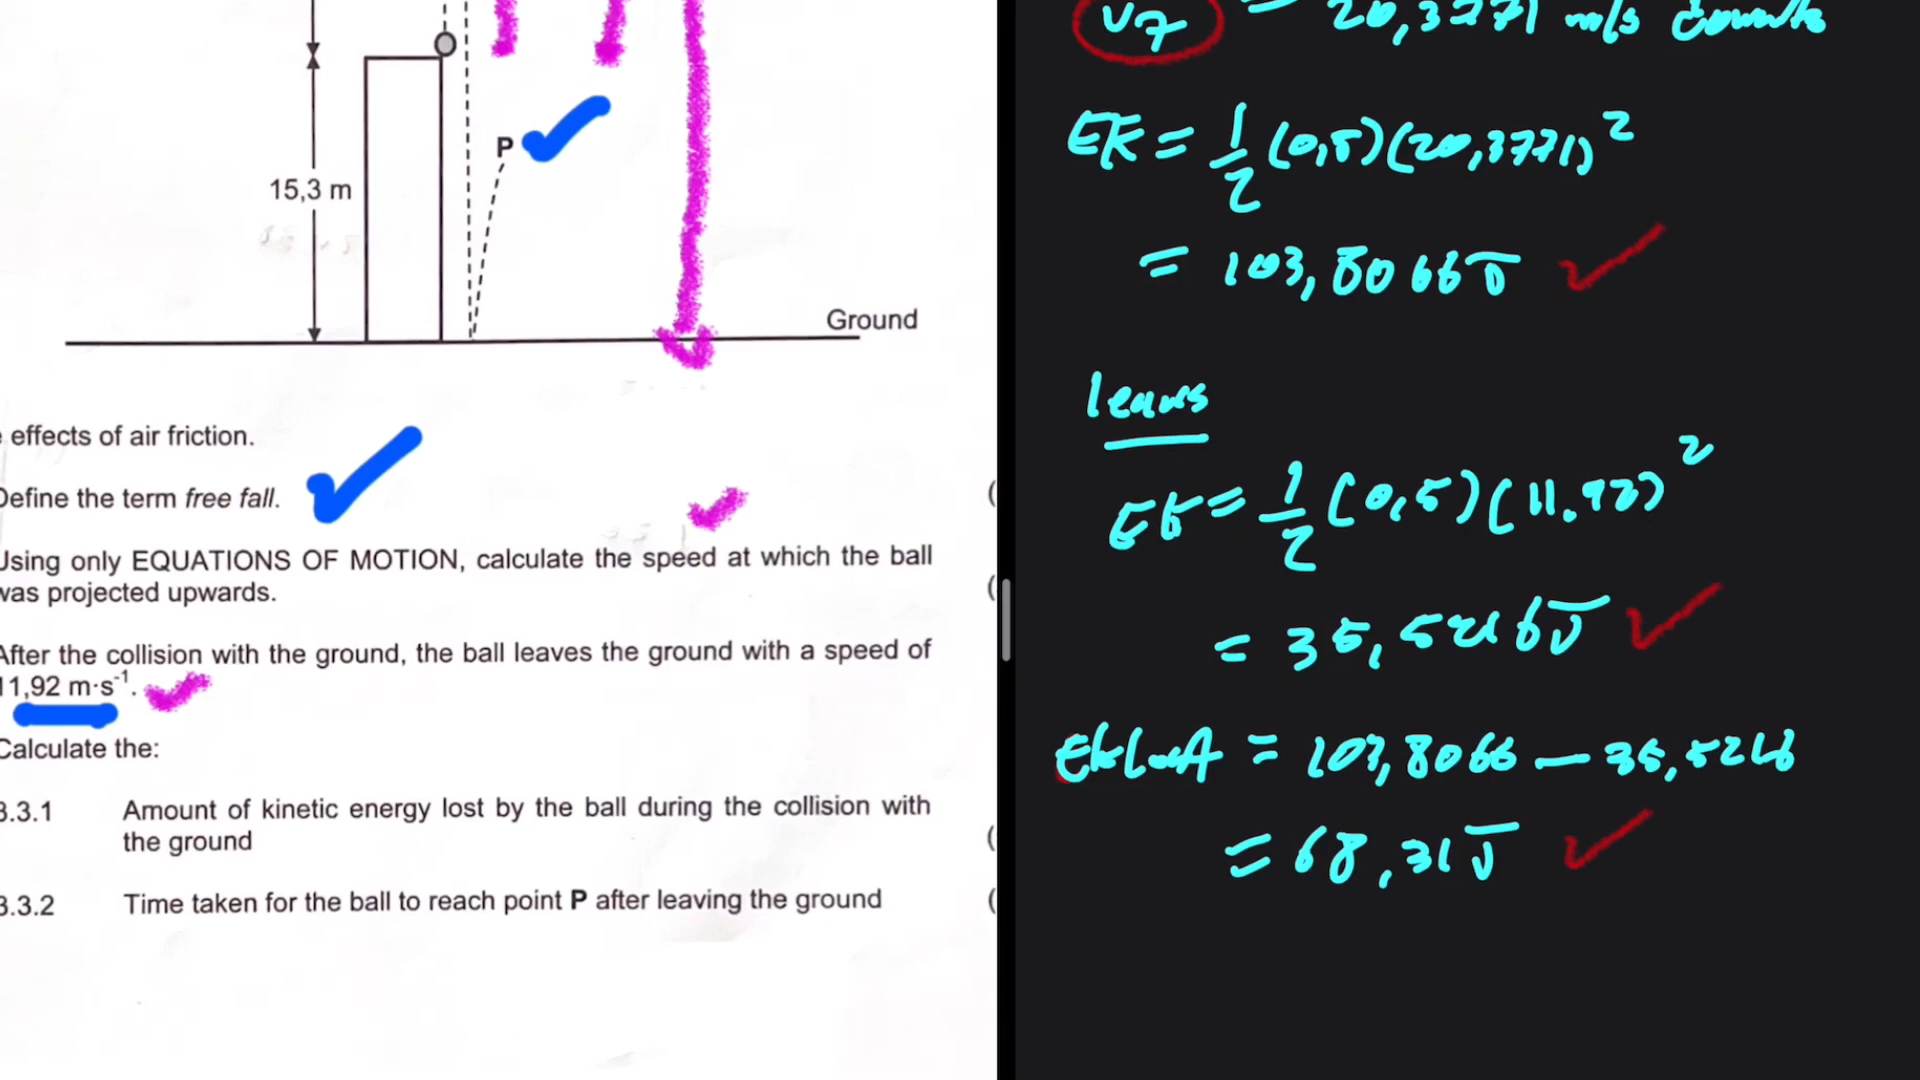 P
15,3 m
Ground
effects of air friction.
Define the term free fall.
(
Using only EQUATIONS OF MOTION, calculate the speed at which the ball
was projected upwards.
(
After the collision with the ground, the ball leaves the ground with a speed of
11,92 m·s⁻¹.
Calculate the:
3.3.1 Amount of kinetic energy lost by the ball during the collision with
the ground
(
3.3.2 Time taken for the ball to reach point P after leaving the ground
(
= 20,3771 m/s
EK = 1/2 (0,5)(20,3771)²
= 103,8066 J
leaves
EK = 1/2 (0,5)(11.92)²
= 35,5216 J
= 103,8066 - 35,5216
= 68,31 J